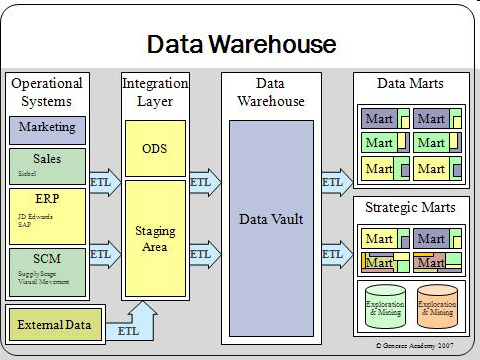 Data Warehouse
Operational
Systems
Marketing
Sales
Siebel
ERP
JD Edwards
SAP
SCM
SupplyScape
Visual Movement
External Data
ETL
ETL
ETL
Integration
Layer
ODS
Staging
Area
ETL
ETL
Data
Warehouse
Data Vault
ETL
ETL
Data Marts
Mart Mart
Mart Mart
Mart Mart
Strategic Marts
Mart Mart
Mart Mart
Exploration
& Mining
Exploration
& Mining
© Genesee Academy 2007